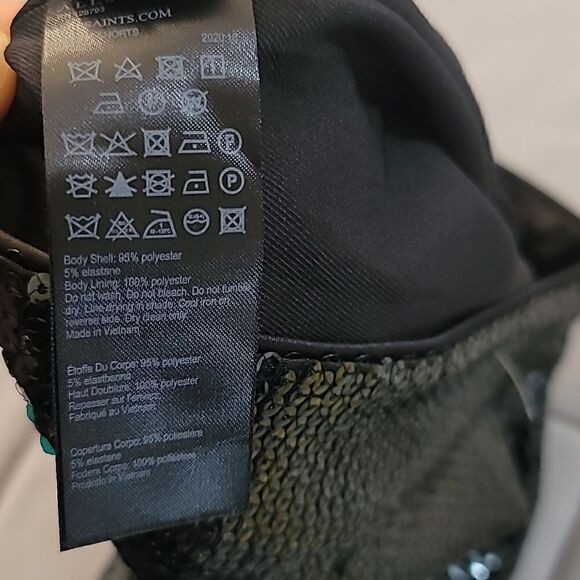 AINTS.COM
HORTS
Body Shell: 95% polyester
5% elastane
Body Lining: 100% polyester
Do not wash. Do not bleach. Do not tumble
dry. Line drying in shade. Cool iron on
reverse side. Dry clean only.
Made in Vietnam
Étoffe Du Corps: 95% polyester
5% elasthanne
Haut Doublure: 100% polyester
Repasser sur l'envers
Fabriqué au Vietnam
Copertura Corpo: 95% poliestere
5% elastane
Fodera Corpo: 100% poliestere
Prodotto in Vietnam